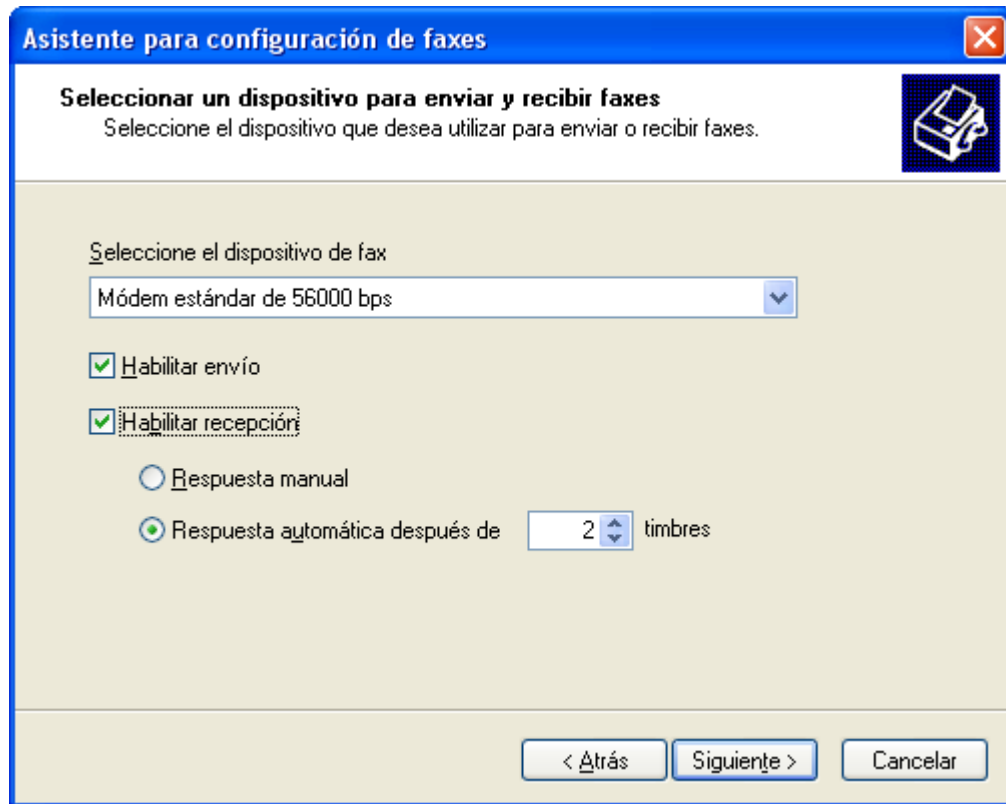 Asistente para configuración de faxes
Seleccionar un dispositivo para enviar y recibir faxes
Seleccione el dispositivo que desea utilizar para enviar o recibir faxes.
Seleccione el dispositivo de fax
Módem estándar de 56000 bps
Habilitar envío
Habilitar recepción
Respuesta manual
Respuesta automática después de 2 timbres
< Atrás Siguiente > Cancelar